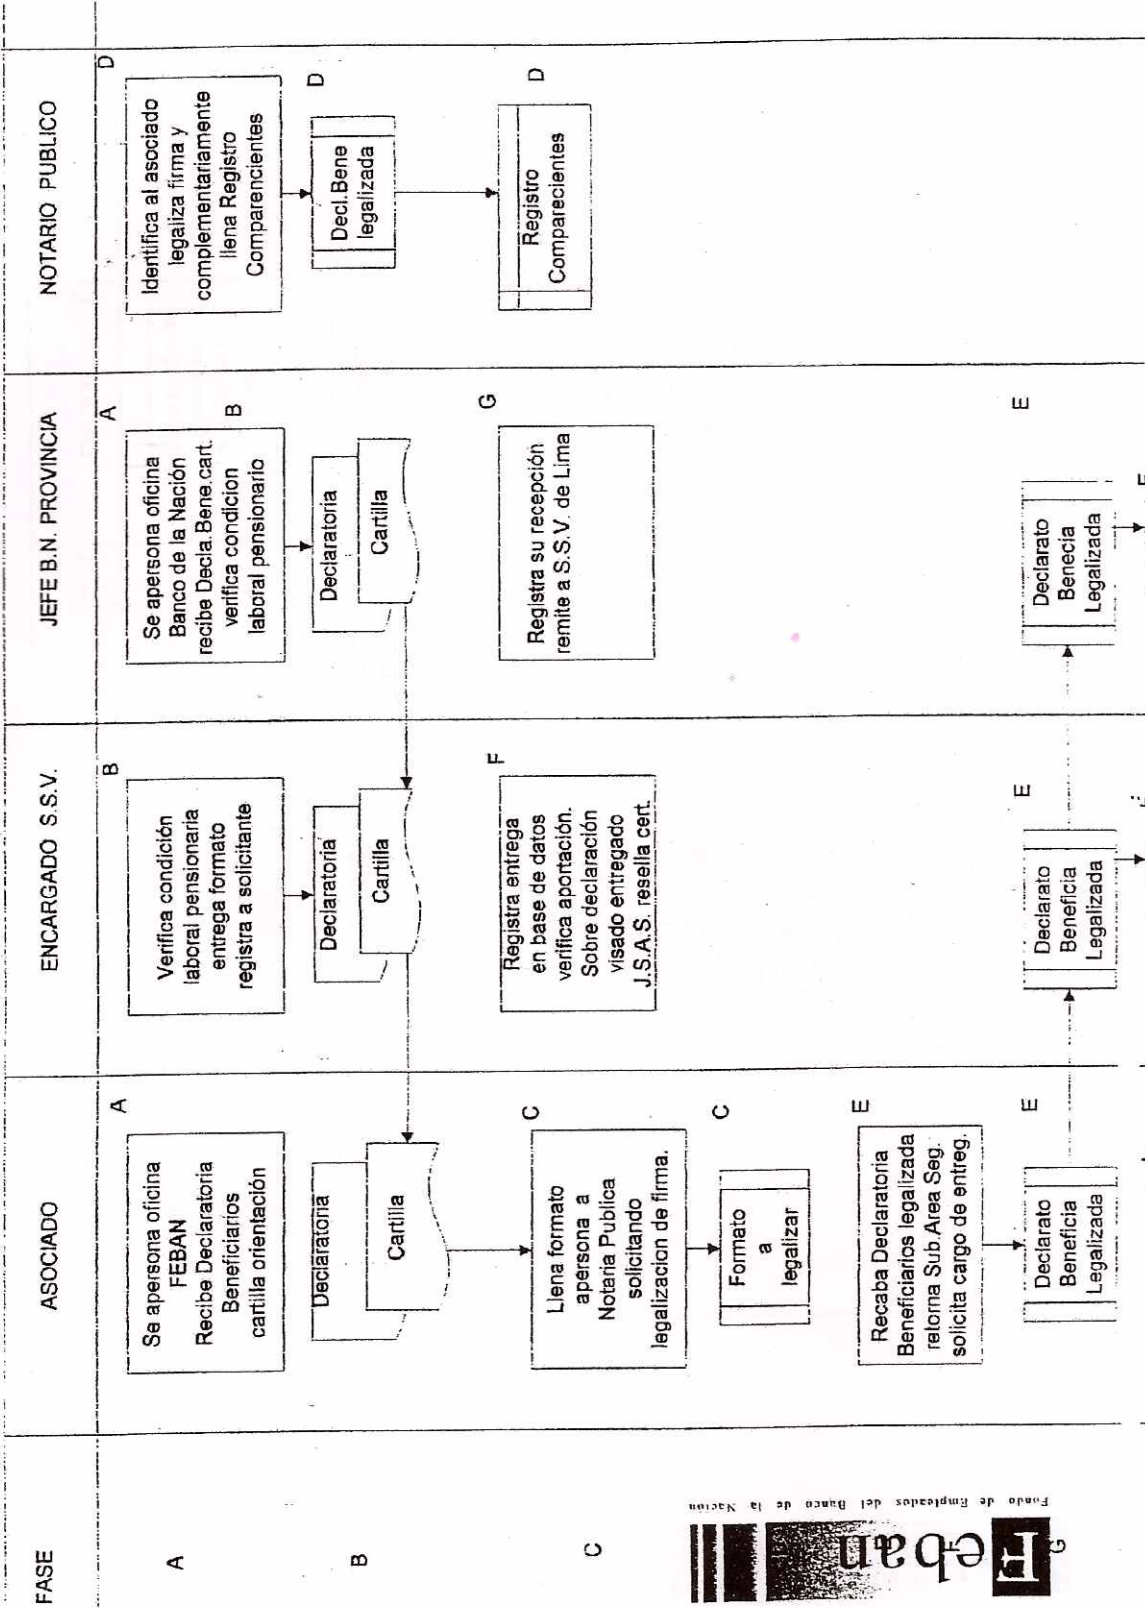 FASE
ASOCIADO
ENCARGADO S.S.V.
JEFE B.N. PROVINCIA
NOTARIO PUBLICO
A
Se apersona oficina
FEBAN
Recibe Declaratoria
Beneficiarios
cartilla orientación
A
Verifica condición
laboral pensionaria
entrega formato
registra a solicitante
B
Se apersona oficina
Banco de la Nación
recibe Decla.Bene.cart.
verifica condicion
laboral pensionario
A
B
Identifica al asociado
legaliza firma y
complementariamente
llena Registro
Comparencientes
D
B
Declaratoria
Cartilla
Declaratoria
Cartilla
Declaratoria
Cartilla
Decl.Bene
legalizada
D
C
Llena formato
apersona a
Notaria Publica
solicitando
legalizacion de firma.
C
Registra entrega
en base de datos
verifica aportación.
Sobre declaración
visado entregado
J.S.A.S. resella cert.
F
Registra su recepción
remite a S.S.V. de Lima
G
Registro
Comparecientes
D
Formato
a
legalizar
C
Recaba Declaratoria
Beneficiarios legalizada
retorna Sub.Area Seg.
solicita cargo de entreg.
E
Declarato
Beneficia
Legalizada
E
Declarato
Beneficia
Legalizada
E
Declarato
Benecia
Legalizada
E
Feban
Fondo de Empleados del Banco de la Nación
G